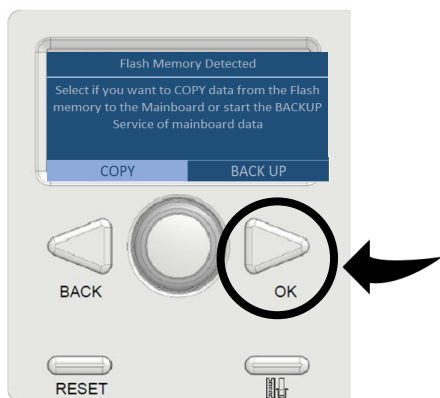 Flash Memory Detected
Select if you want to COPY data from the Flash
memory to the Mainboard or start the BACKUP
Service of mainboard data
COPY BACK UP
BACK OK
RESET